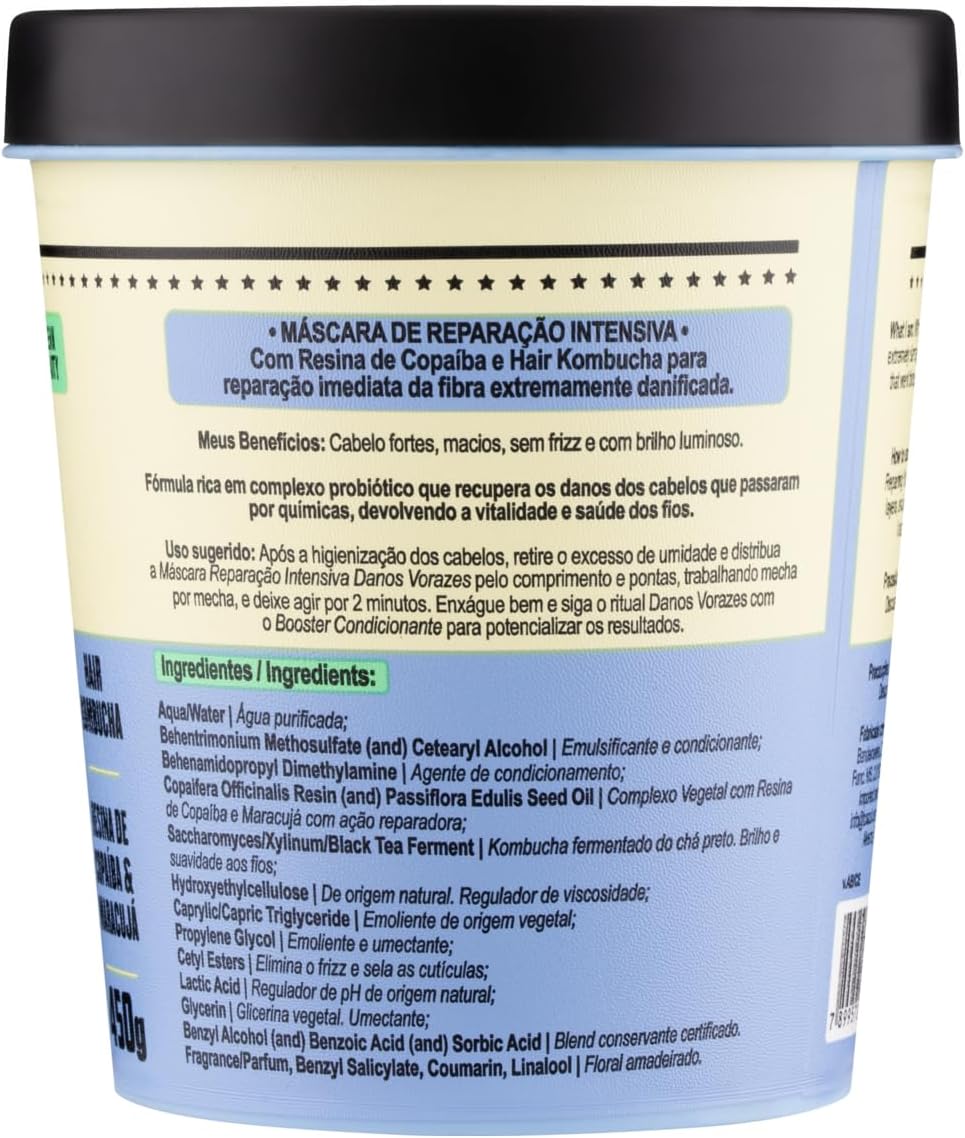 • MÁSCARA DE REPARAÇÃO INTENSIVA •
Com Resina de Copaíba e Hair Kombucha para
reparação imediata da fibra extremamente danificada.
Meus Benefícios: Cabelo fortes, macios, sem frizz e com brilho luminoso.
Fórmula rica em complexo probiótico que recupera os danos dos cabelos que passaram
por químicas, devolvendo a vitalidade e saúde dos fios.
Uso sugerido: Após a higienização dos cabelos, retire o excesso de umidade e distribua
a Máscara Reparação Intensiva Danos Vorazes pelo comprimento e pontas, trabalhando mecha
por mecha, e deixe agir por 2 minutos. Enxágue bem e siga o ritual Danos Vorazes com
o Booster Condicionante para potencializar os resultados.
Ingredientes / Ingredients:
Aqua/Water | Água purificada;
Behentrimonium Methosulfate (and) Cetearyl Alcohol | Emulsificante e condicionante;
Behenamidopropyl Dimethylamine | Agente de condicionamento;
Copaifera Officinalis Resin (and) Passiflora Edulis Seed Oil | Complexo Vegetal com Resina
de Copaíba e Maracujá com ação reparadora;
Saccharomyces/Xylinum/Black Tea Ferment | Kombucha fermentado do chá preto. Brilho e
suavidade aos fios;
Hydroxyethylcellulose | De origem natural. Regulador de viscosidade;
Caprylic/Capric Triglyceride | Emoliente de origem vegetal;
Propylene Glycol | Emoliente e umectante;
Cetyl Esters | Elimina o frizz e sela as cutículas;
Lactic Acid | Regulador de pH de origem natural;
Glycerin | Glicerina vegetal. Umectante;
Benzyl Alcohol (and) Benzoic Acid (and) Sorbic Acid | Blend conservante certificado.
Fragrance/Parfum, Benzyl Salicylate, Coumarin, Linalool | Floral amadeirado.
HAIR
450g
What I am: